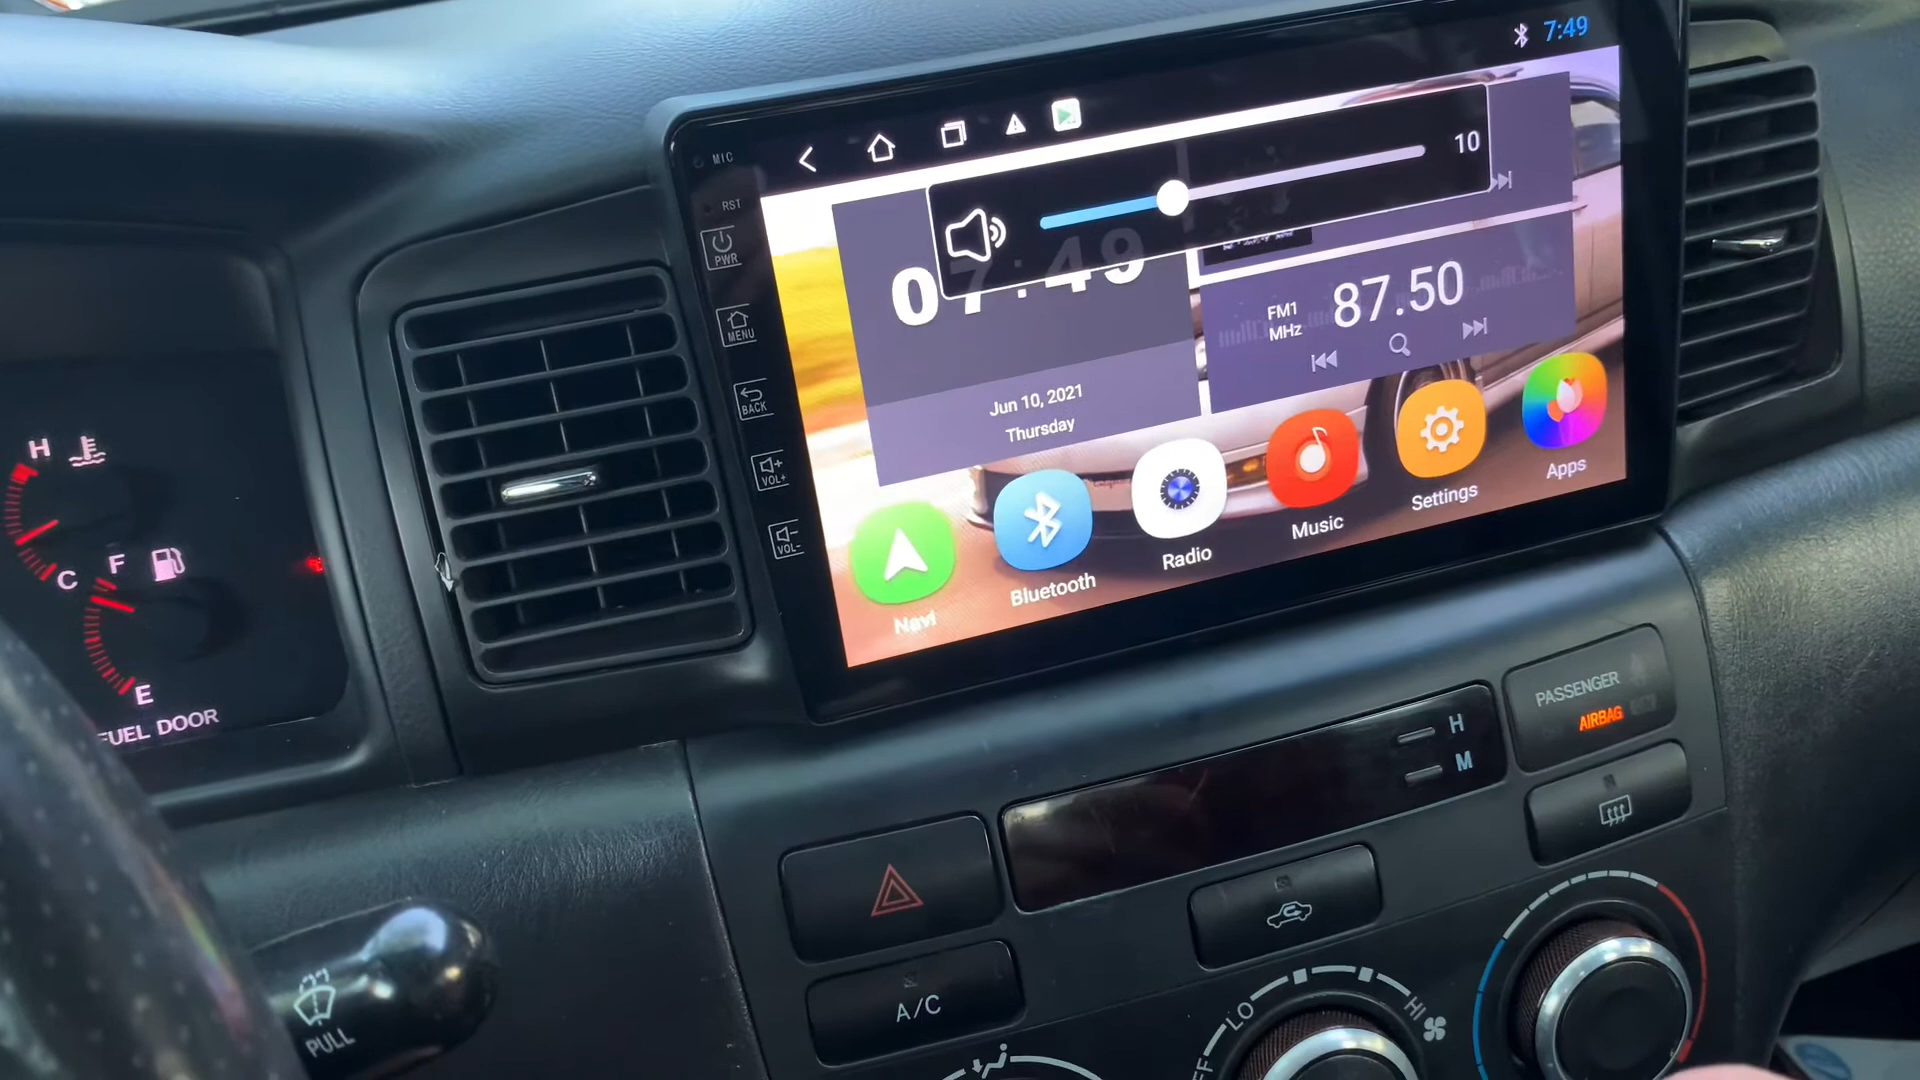 7:49
MIC
RST
10
PWR
07:49
MENU
FM1
MHz
87.50
BACK
Jun 10, 2021
Thursday
VOL+
VOL-
Navi
Bluetooth
Radio
Music
Settings
Apps
H
C
F
E
FUEL DOOR
PASSENGER
AIRBAG
H
M
A/C
LO
HI
PULL